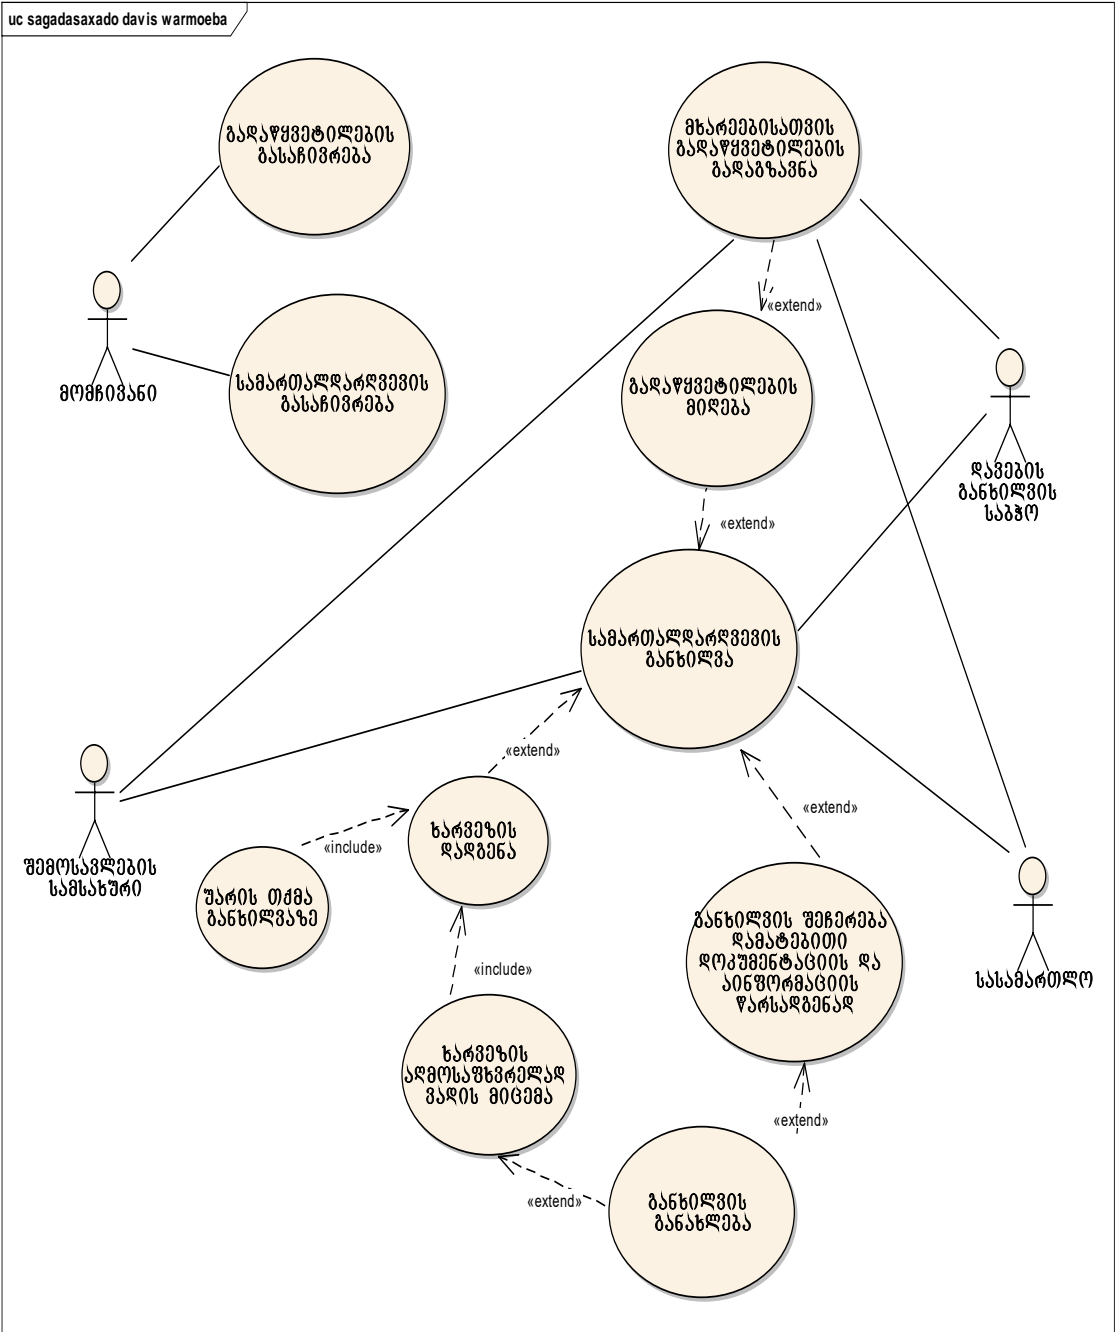 uc sagadasaxado davis warmoeba
გადაწყვეტილების
გასაჩივრება
მხარეებისათვის
გადაწყვეტილების
გადაგზავნა
«extend»
მომჩივანი
სამართალდარღვევის
გასაჩივრება
გადაწყვეტილების
მიღება
დავების
განხილვის
საბჭო
«extend»
სამართალდარღვევის
განხილვა
«extend»
«extend»
შემოსავლების
სამსახური
«include»
ხარვეზის
დადგენა
უარის თქმა
განხილვაზე
განხილვის შეჩერება
დამატებითი
დოკუმენტაციის და
აინფორმაციის
წარსადგენად
სასამართლო
«include»
ხარვეზის
აღმოსაფხვრელად
ვადის მიცემა
«extend»
«extend»
განხილვის
განახლება